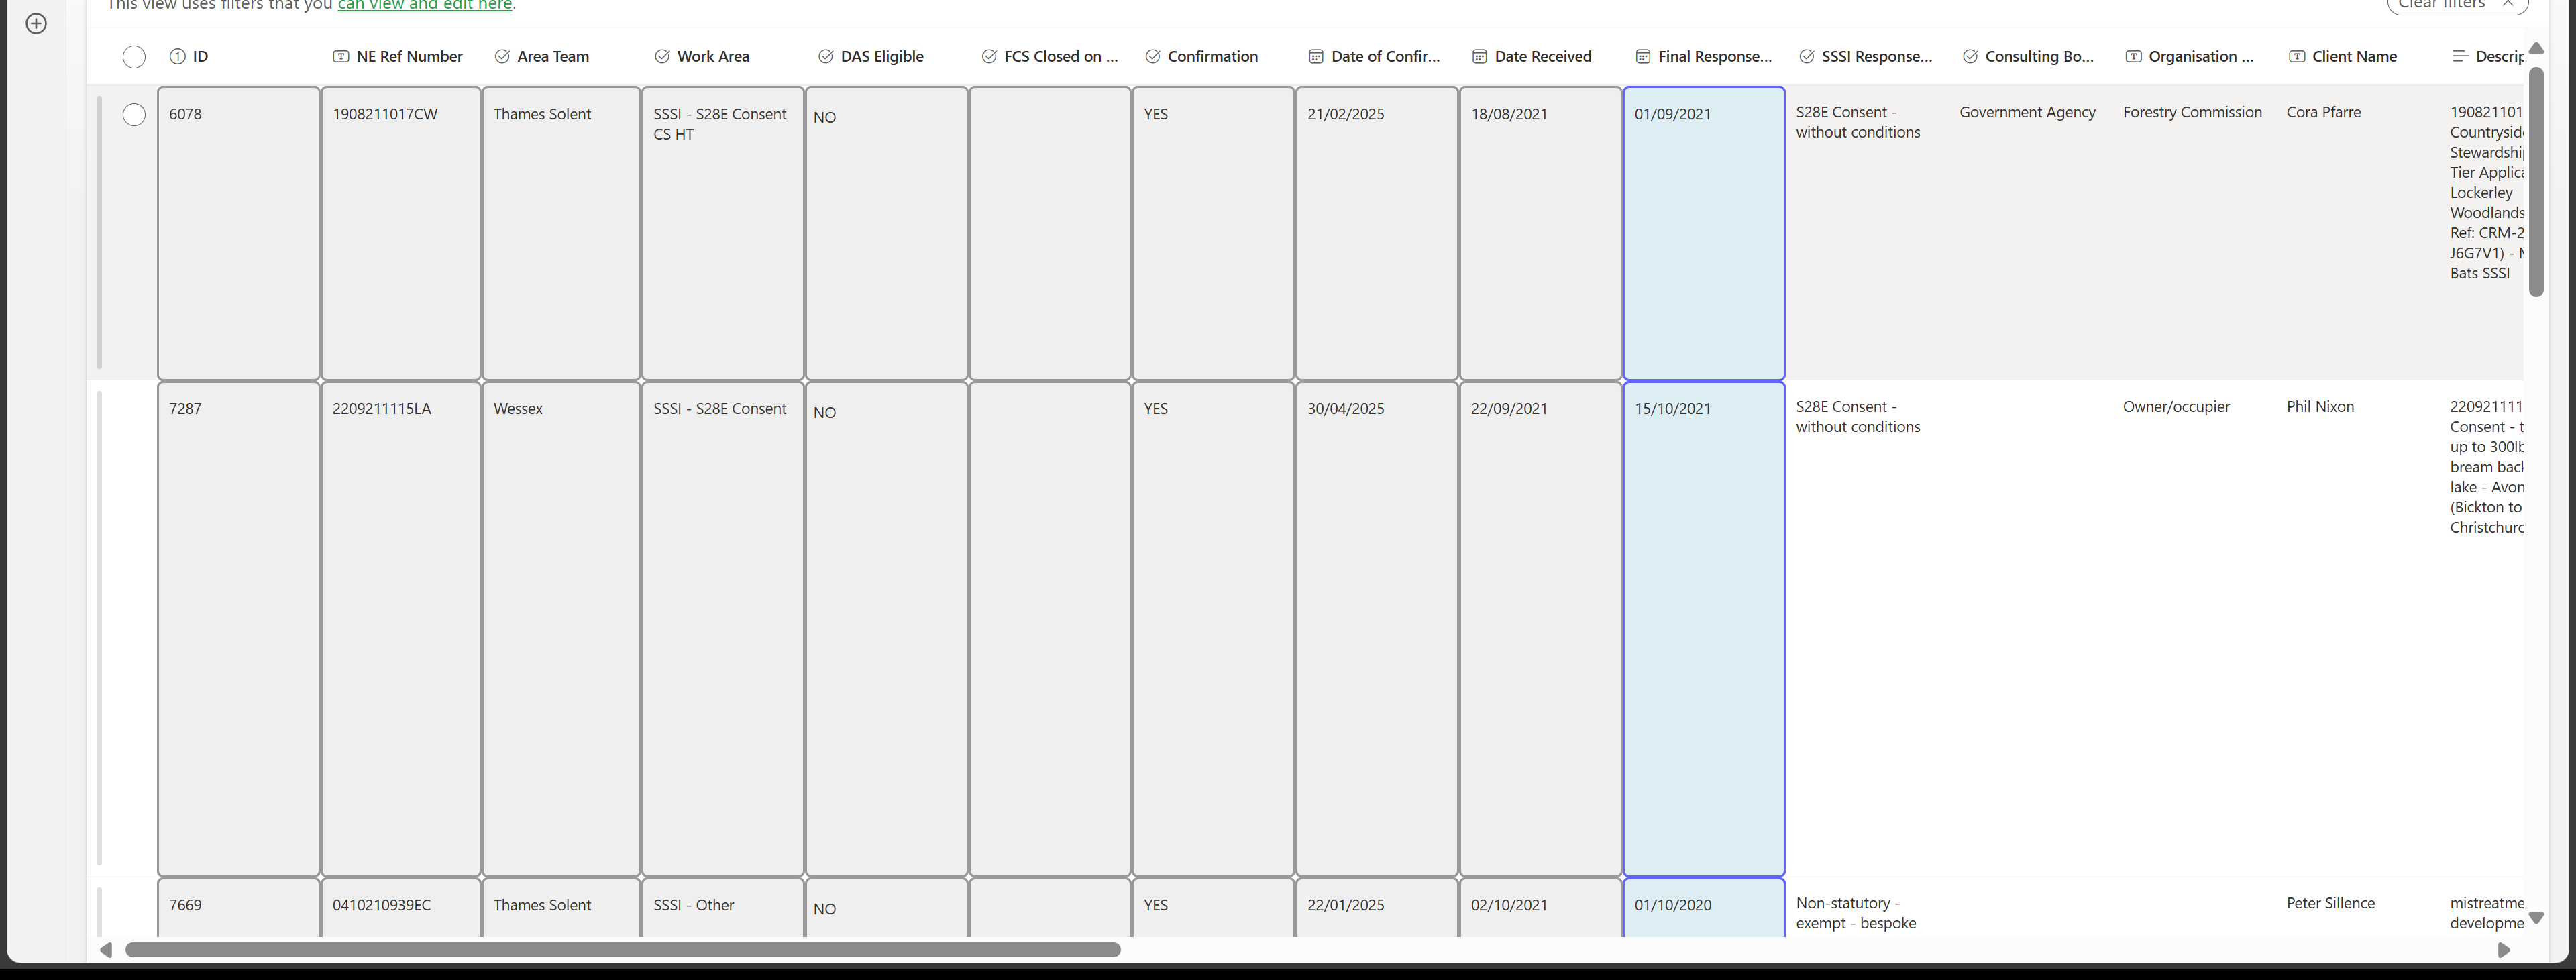 This view uses filters that you can view and edit here.
Clear filters
ID
NE Ref Number
Area Team
Work Area
DAS Eligible
FCS Closed on ...
Confirmation
Date of Confir...
Date Received
Final Response...
SSSI Response...
Consulting Bo...
Organisation ...
Client Name
Descrip
6078
1908211017CW
Thames Solent
SSSI - S28E Consent
CS HT
NO
YES
21/02/2025
18/08/2021
01/09/2021
S28E Consent -
without conditions
Government Agency
Forestry Commission
Cora Pfarre
190821101
Countryside
Stewardship
Tier Applica
Lockerley
Woodlands
Ref: CRM-2
J6G7V1) - M
Bats SSSI
7287
2209211115LA
Wessex
SSSI - S28E Consent
NO
YES
30/04/2025
22/09/2021
15/10/2021
S28E Consent -
without conditions
Owner/occupier
Phil Nixon
220921111
Consent - t
up to 300lb
bream back
lake - Avon
(Bickton to
Christchurc
7669
0410210939EC
Thames Solent
SSSI - Other
NO
YES
22/01/2025
02/10/2021
01/10/2020
Non-statutory -
exempt - bespoke
Peter Sillence
mistreatme
developme